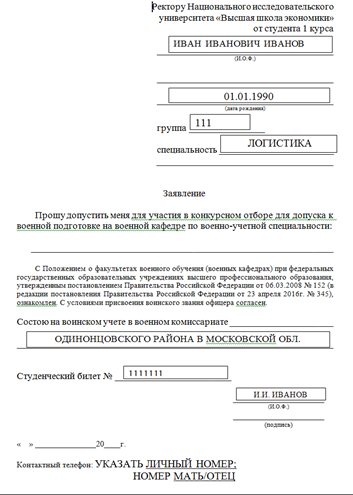 Ректору Национального исследовательского
университета «Высшая школа экономики»
от студента 1 курса
ИВАН ИВАНОВИЧ ИВАНОВ
(И.О.Ф.)
01.01.1990
(дата рождения)
группа 111
специальность ЛОГИСТИКА
Заявление
Прошу допустить меня для участия в конкурсном отборе для допуска к
военной подготовке на военной кафедре по военно-учетной специальности:
С Положением о факультетах военного обучения (военных кафедрах) при федеральных
государственных образовательных учреждениях высшего профессионального образования,
утвержденным постановлением Правительства Российской Федерации от 06.03.2008 № 152 (в
редакции постановления Правительства Российской Федерации от 23 апреля 2016г. № 345),
ознакомлен. С условиями присвоения воинского звания офицера согласен.
Состою на воинском учете в военном комиссариате
ОДИНЦОВСКОГО РАЙОНА В МОСКОВСКОЙ ОБЛ.
Студенческий билет № 1111111
И.И. ИВАНОВ
(И.О.Ф.)
(подпись)
« » ________________20____г.
Контактный телефон: УКАЗАТЬ ЛИЧНЫЙ НОМЕР;
НОМЕР МАТЬ/ОТЕЦ